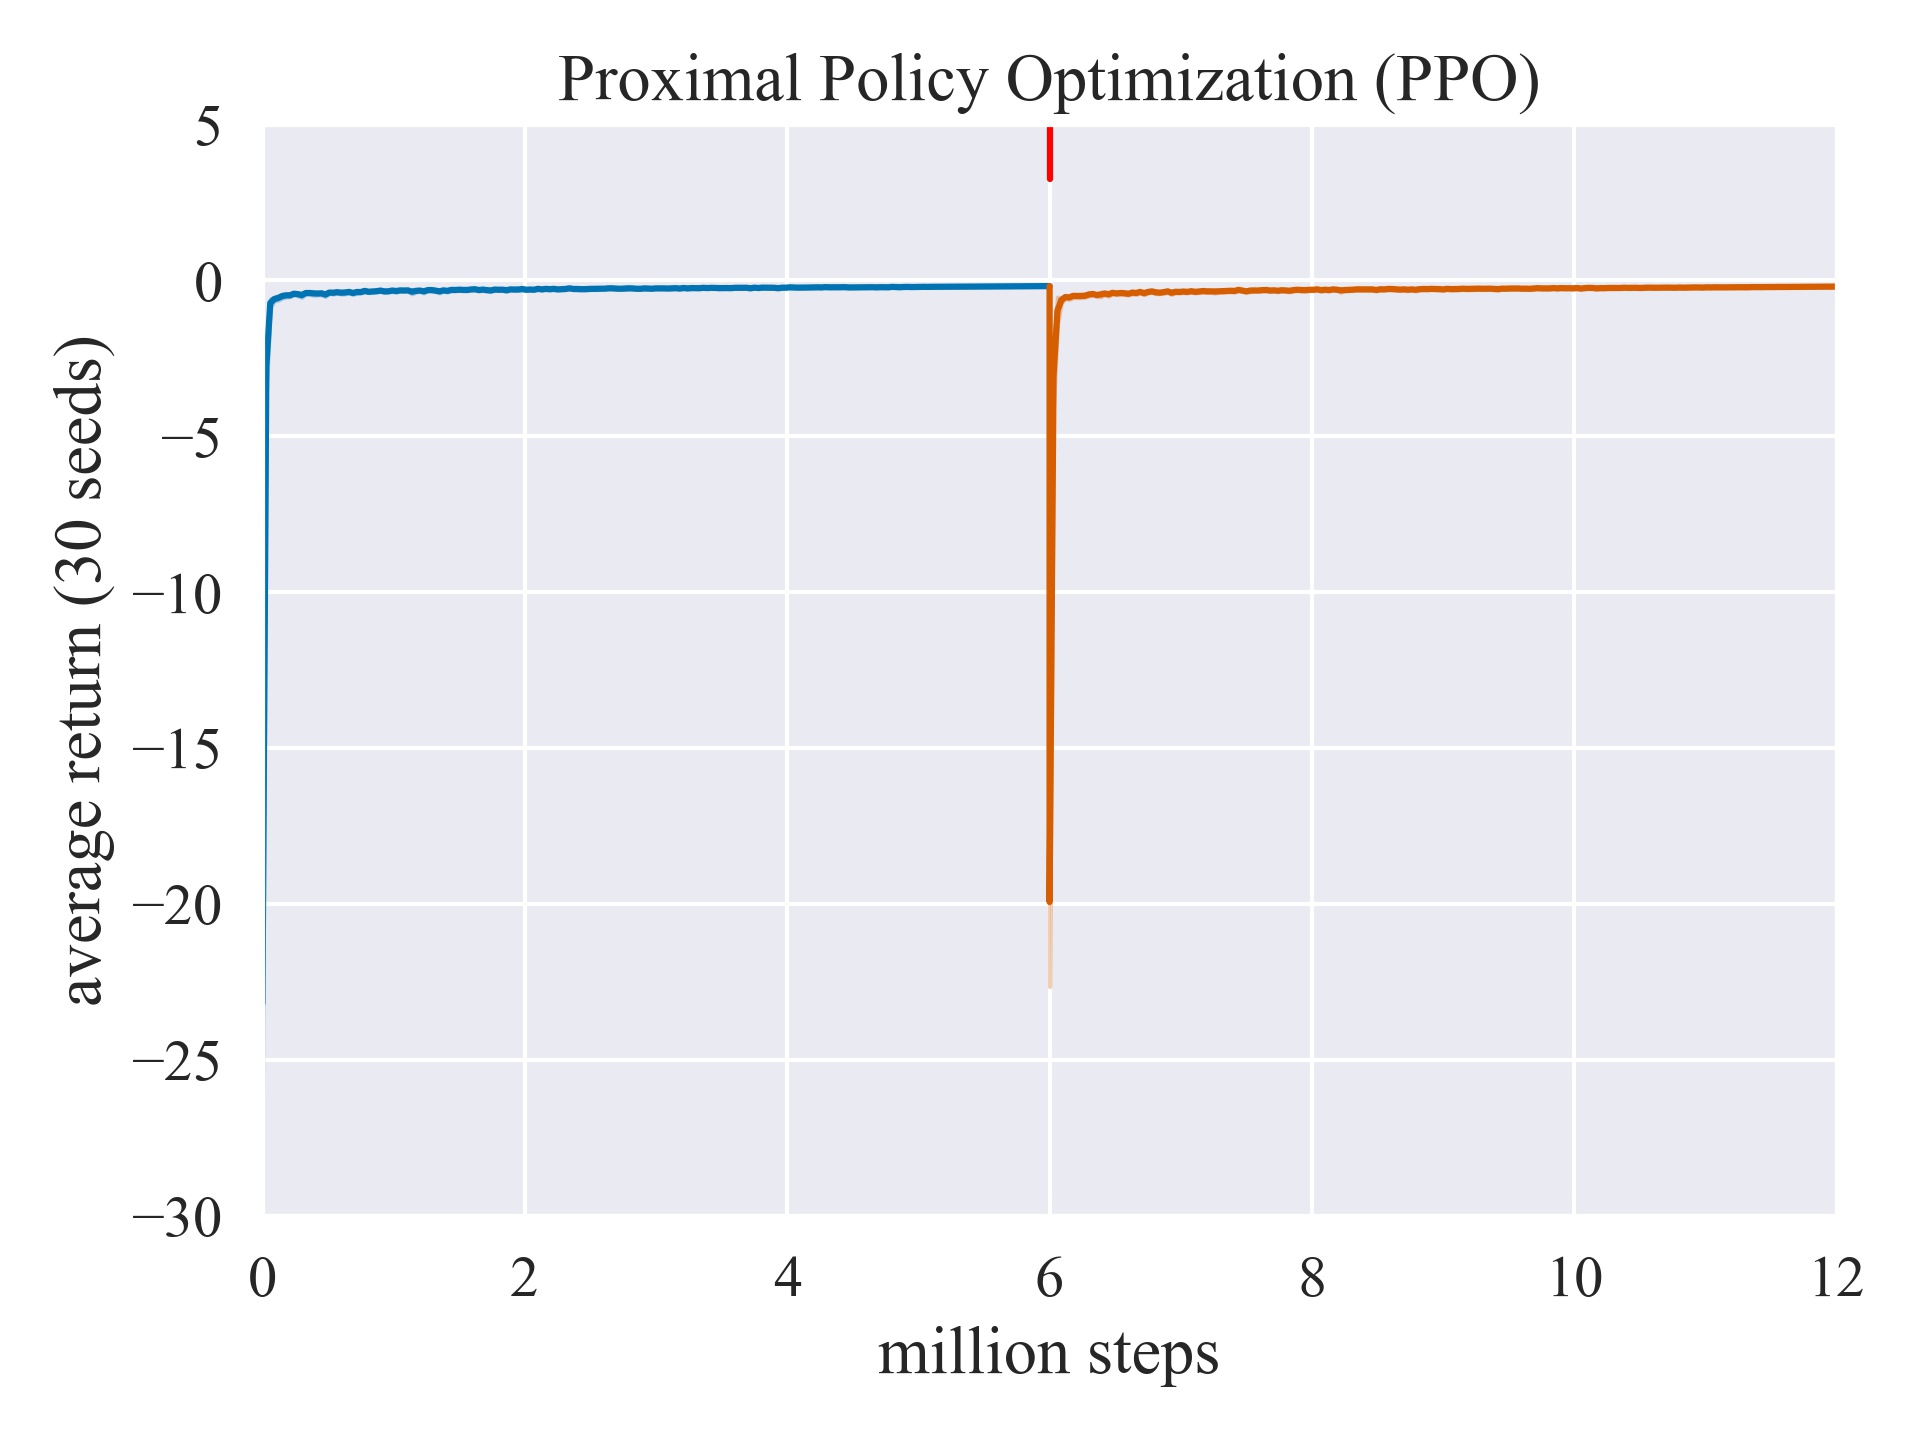 Proximal Policy Optimization (PPO)
average return (30 seeds)
5
0
−5
−10
−15
−20
−25
−30
0 2 4 6 8 10 12
million steps